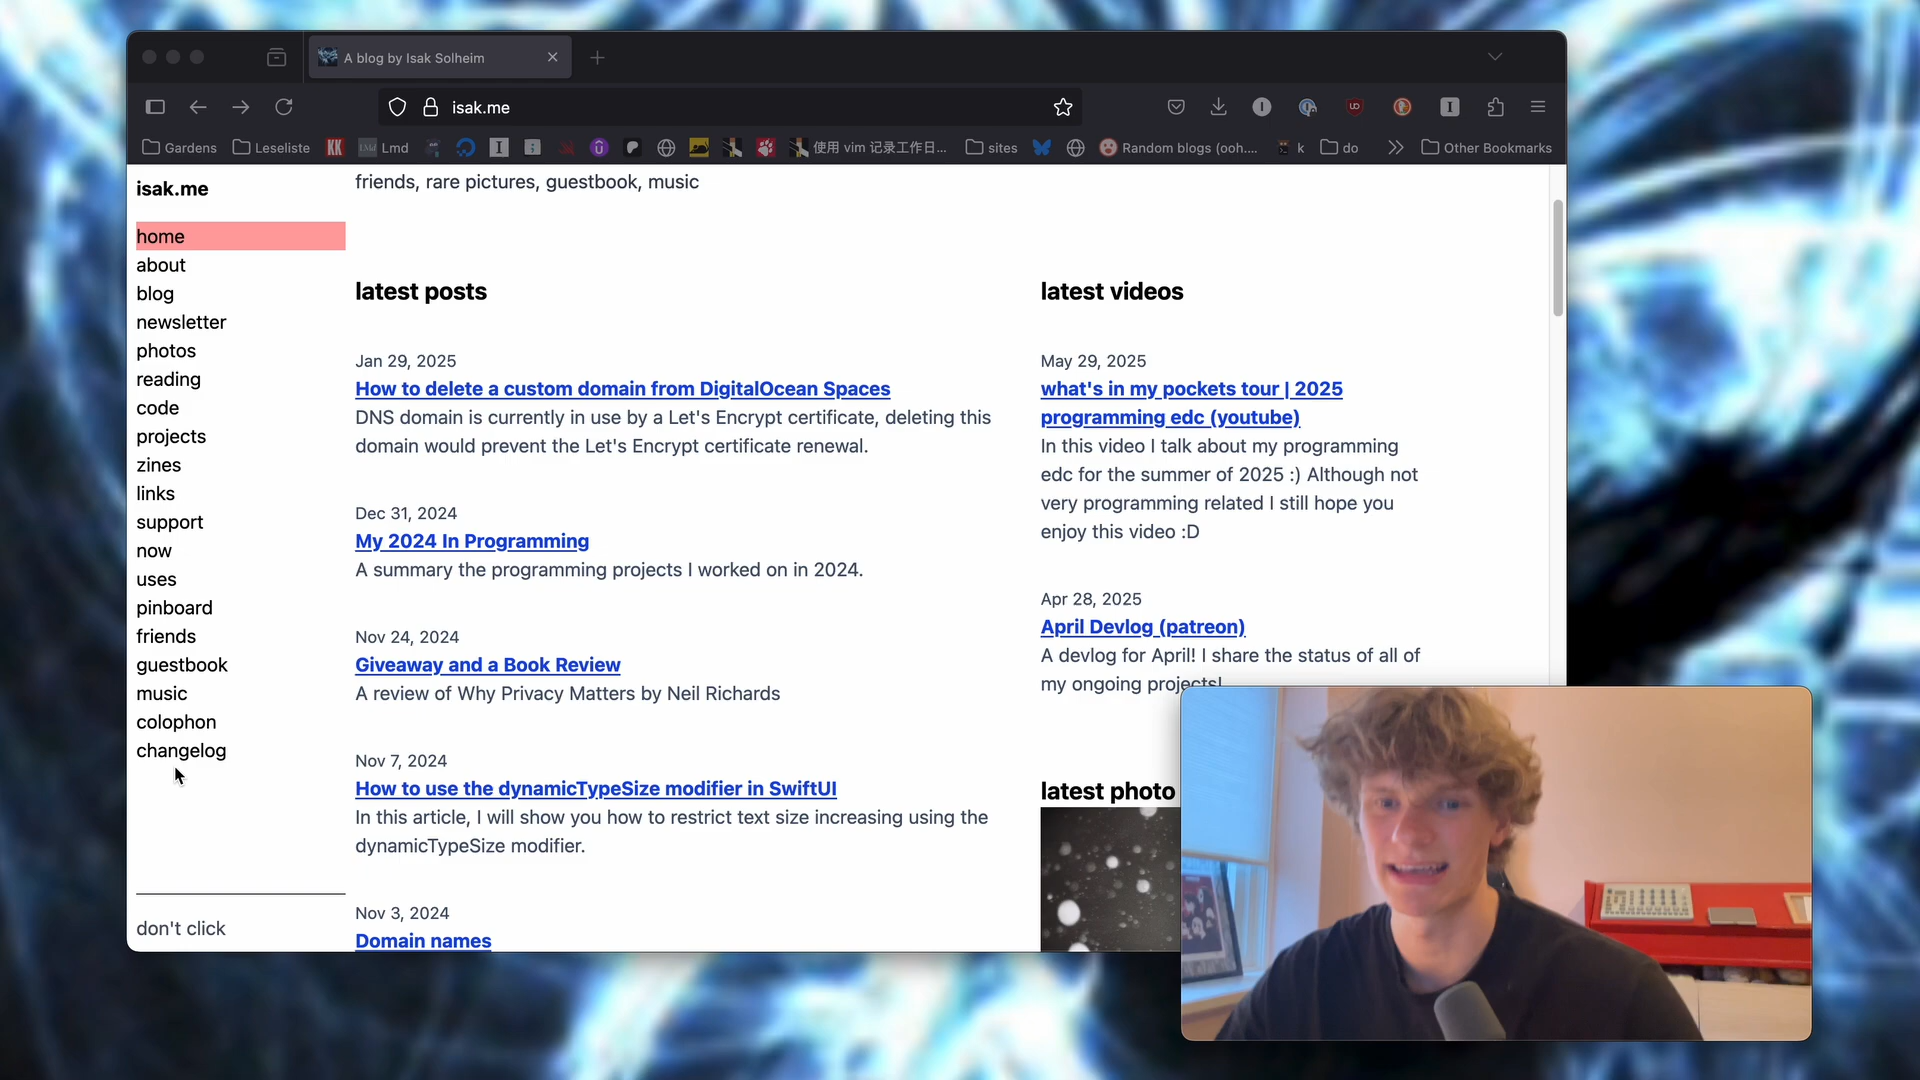 A blog by Isak Solheim
isak.me
Gardens
Leseliste
KK
Lmd
使用 vim 记录工作日...
sites
Random blogs (ooh....
k
do
Other Bookmarks
isak.me
home
about
blog
newsletter
photos
reading
code
projects
zines
links
support
now
uses
pinboard
friends
guestbook
music
colophon
changelog
don't click
friends, rare pictures, guestbook, music
latest posts
Jan 29, 2025
How to delete a custom domain from DigitalOcean Spaces
DNS domain is currently in use by a Let's Encrypt certificate, deleting this
domain would prevent the Let's Encrypt certificate renewal.
Dec 31, 2024
My 2024 In Programming
A summary the programming projects I worked on in 2024.
Nov 24, 2024
Giveaway and a Book Review
A review of Why Privacy Matters by Neil Richards
Nov 7, 2024
How to use the dynamicTypeSize modifier in SwiftUI
In this article, I will show you how to restrict text size increasing using the
dynamicTypeSize modifier.
Nov 3, 2024
Domain names
latest videos
May 29, 2025
what's in my pockets tour | 2025
programming edc (youtube)
In this video I talk about my programming
edc for the summer of 2025 :) Although not
very programming related I still hope you
enjoy this video :D
Apr 28, 2025
April Devlog (patreon)
A devlog for April! I share the status of all of
my ongoing projects!
latest photo